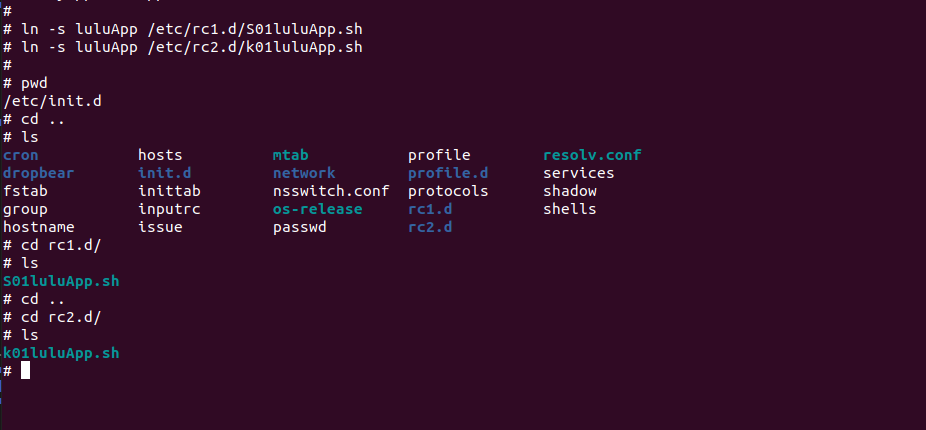 #
# ln -s luluApp /etc/rc1.d/S01luluApp.sh
# ln -s luluApp /etc/rc2.d/k01luluApp.sh
#
# pwd
/etc/init.d
# cd ..
# ls
cron hosts mtab profile resolv.conf
dropbear init.d network profile.d services
fstab inittab nsswitch.conf protocols shadow
group inputrc os-release rc1.d shells
hostname issue passwd rc2.d
# cd rc1.d/
# ls
S01luluApp.sh
# cd ..
# cd rc2.d/
# ls
k01luluApp.sh
#